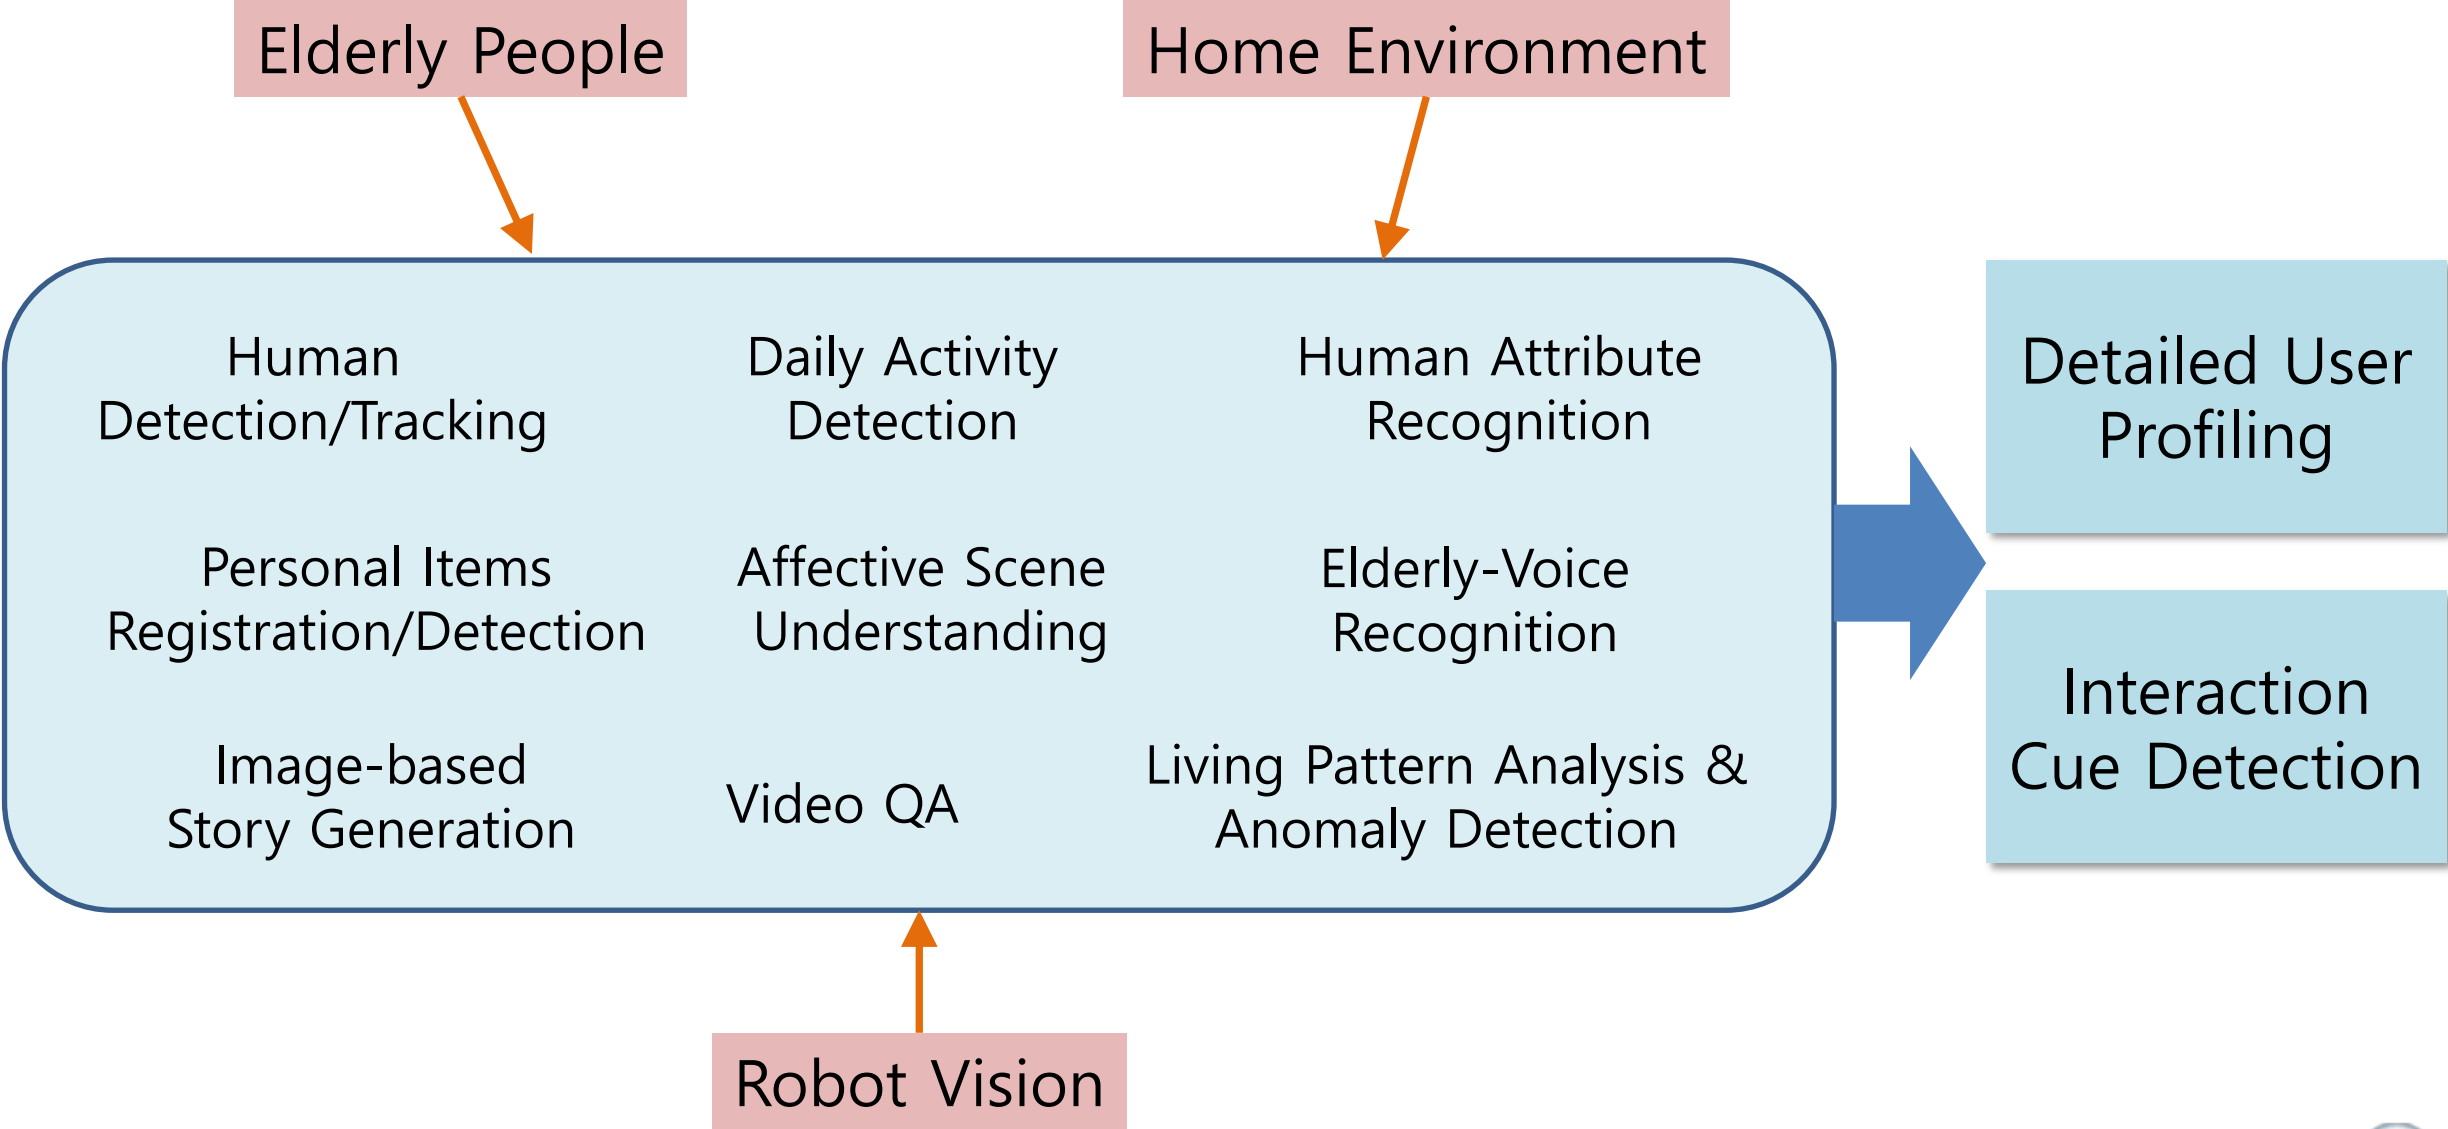 Elderly People
Home Environment
Human
Detection/Tracking
Daily Activity
Detection
Human Attribute
Recognition
Personal Items
Registration/Detection
Affective Scene
Understanding
Elderly-Voice
Recognition
Image-based
Story Generation
Video QA
Living Pattern Analysis &
Anomaly Detection
Detailed User
Profiling
Interaction
Cue Detection
Robot Vision